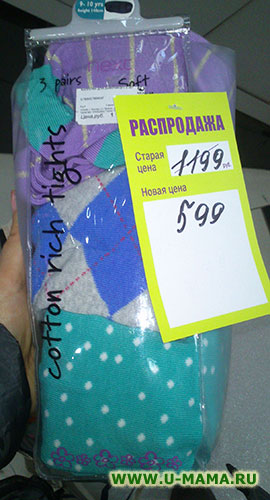 9-10 yrs
next
3 pairs Soft
cotton rich tights
РАСПРОДАЖА
Старая цена 1199 руб.
Новая цена
599
WWW.U-MAMA.RU